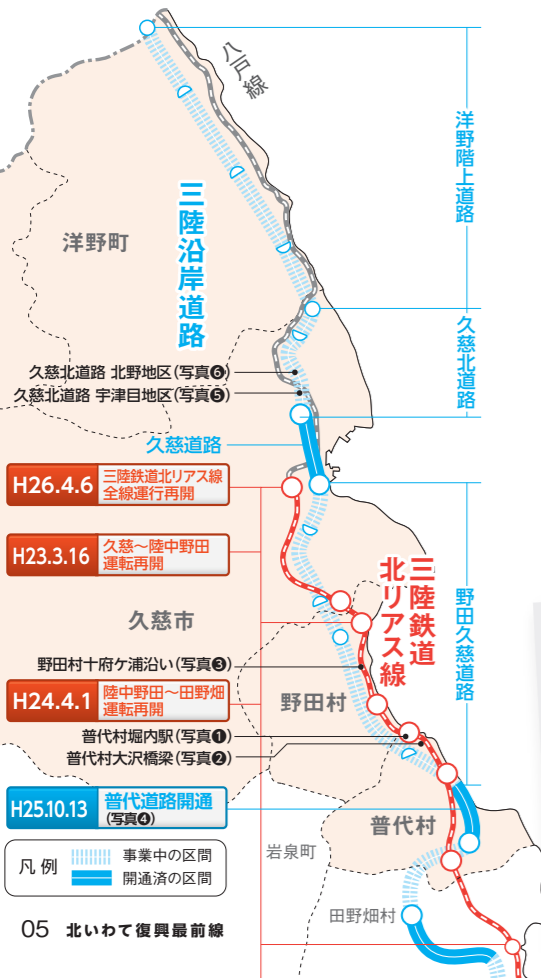 八戸線
洋野階上道路
三陸沿岸道路
洋野町
久慈北道路
久慈北道路 北野地区(写真❻)
久慈北道路 宇津目地区(写真❺)
久慈道路
H26.4.6
三陸鉄道北リアス線
全線運行再開
H23.3.16
久慈～陸中野田
運転再開
三陸鉄道
北リアス線
野田久慈道路
久慈市
野田村十府ケ浦沿い(写真❸)
H24.4.1
陸中野田～田野畑
運転再開
野田村
普代村堀内駅(写真❶)
普代村大沢橋梁(写真❷)
H25.10.13
普代道路開通
(写真❹)
普代村
凡例
事業中の区間
開通済の区間
岩泉町
田野畑村
05 北いわて復興最前線